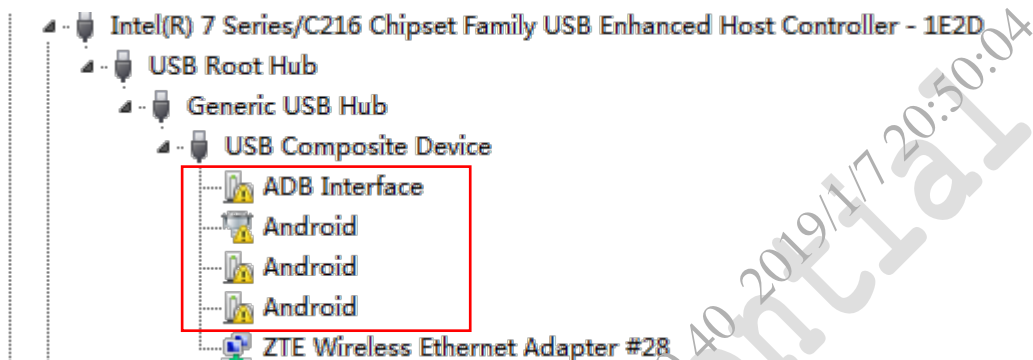 Intel(R) 7 Series/C216 Chipset Family USB Enhanced Host Controller - 1E2D
USB Root Hub
Generic USB Hub
USB Composite Device
ADB Interface
Android
Android
Android
ZTE Wireless Ethernet Adapter #28
40 2019/1/7 20:50:04